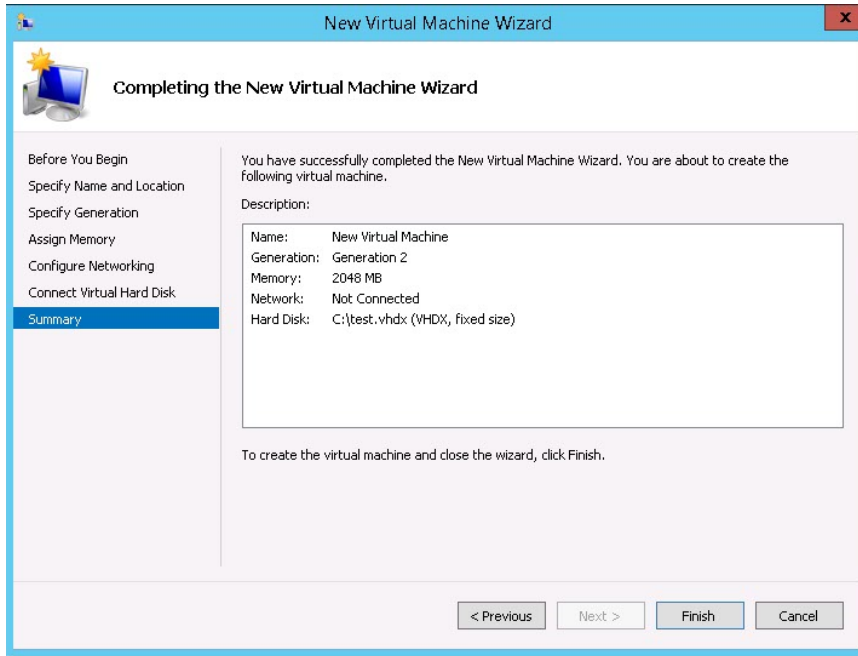 New Virtual Machine Wizard
x
Completing the New Virtual Machine Wizard
Before You Begin
Specify Name and Location
Specify Generation
Assign Memory
Configure Networking
Connect Virtual Hard Disk
Summary
You have successfully completed the New Virtual Machine Wizard. You are about to create the
following virtual machine.
Description:
Name: New Virtual Machine
Generation: Generation 2
Memory: 2048 MB
Network: Not Connected
Hard Disk: C:\test.vhdx (VHDX, fixed size)
To create the virtual machine and close the wizard, click Finish.
< Previous Next > Finish Cancel